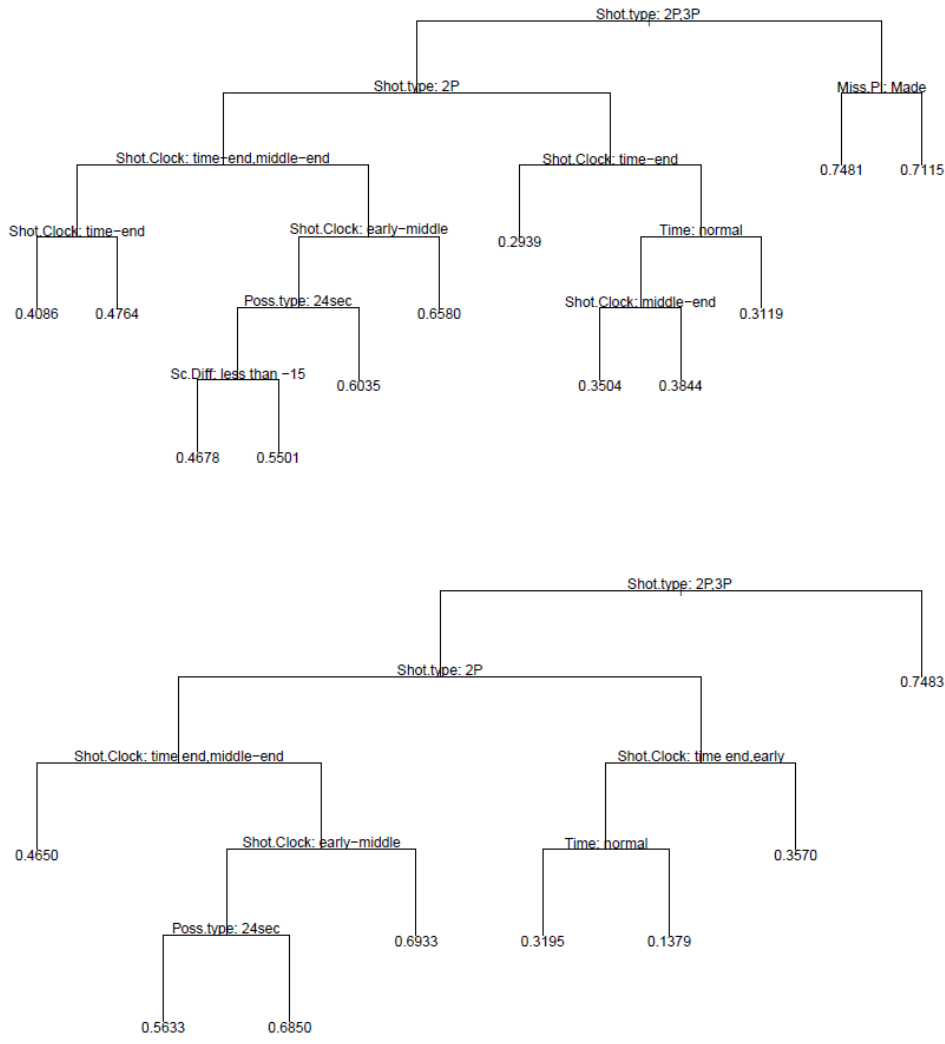 Shot.type: 2P,3P
Shot.type: 2P
Miss.P.: Made
Shot.Clock: time−end,middle−end
Shot.Clock: time−end
0.7481
0.7115
Shot.Clock: time−end
Shot.Clock: early−middle
0.2939
Time: normal
0.4086
0.4764
Poss.type: 24sec
0.6580
Shot.Clock: middle−end
0.3119
Sc.Diff: less than −15
0.6035
0.3504
0.3844
0.4678
0.5501
Shot.type: 2P,3P
Shot.type: 2P
0.7483
Shot.Clock: time end,middle−end
Shot.Clock: time end,early
0.4650
Shot.Clock: early−middle
Time: normal
0.3570
Poss.type: 24sec
0.6933
0.3195
0.1379
0.5633
0.6850